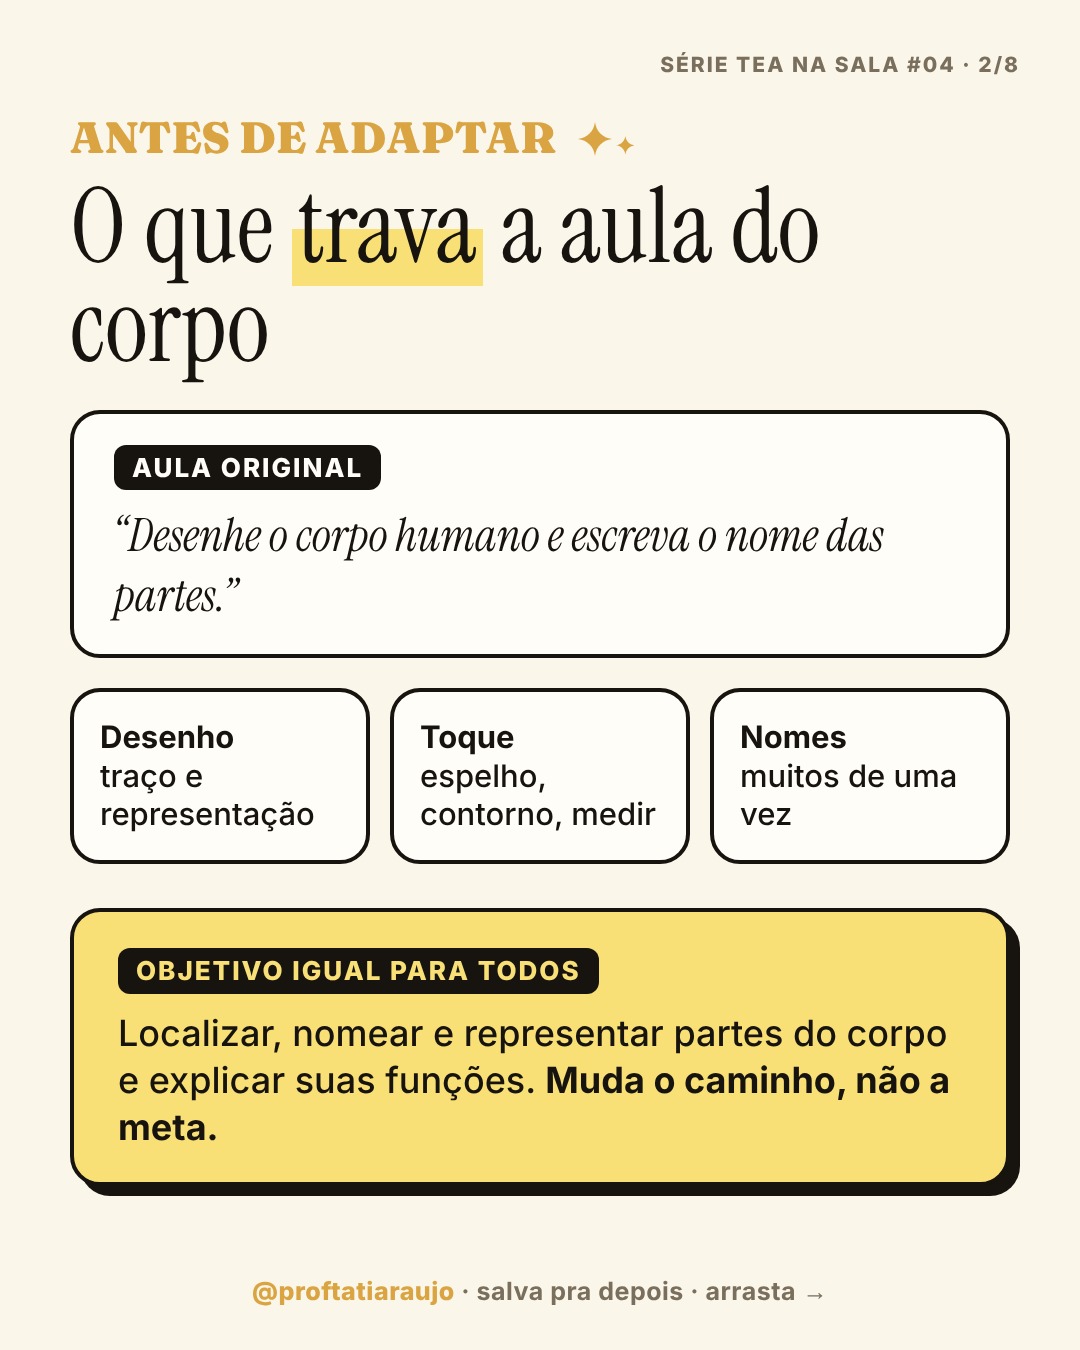 SÉRIE TEA NA SALA #04 · 2/8
ANTES DE ADAPTAR
O que trava a aula do
corpo
AULA ORIGINAL
“Desenhe o corpo humano e escreva o nome das
partes.”
Desenho
traço e
representação
Toque
espelho,
contorno, medir
Nomes
muitos de uma
vez
OBJETIVO IGUAL PARA TODOS
Localizar, nomear e representar partes do corpo
e explicar suas funções. Muda o caminho, não a
meta.
@proftatiaraujo · salva pra depois · arrasta →